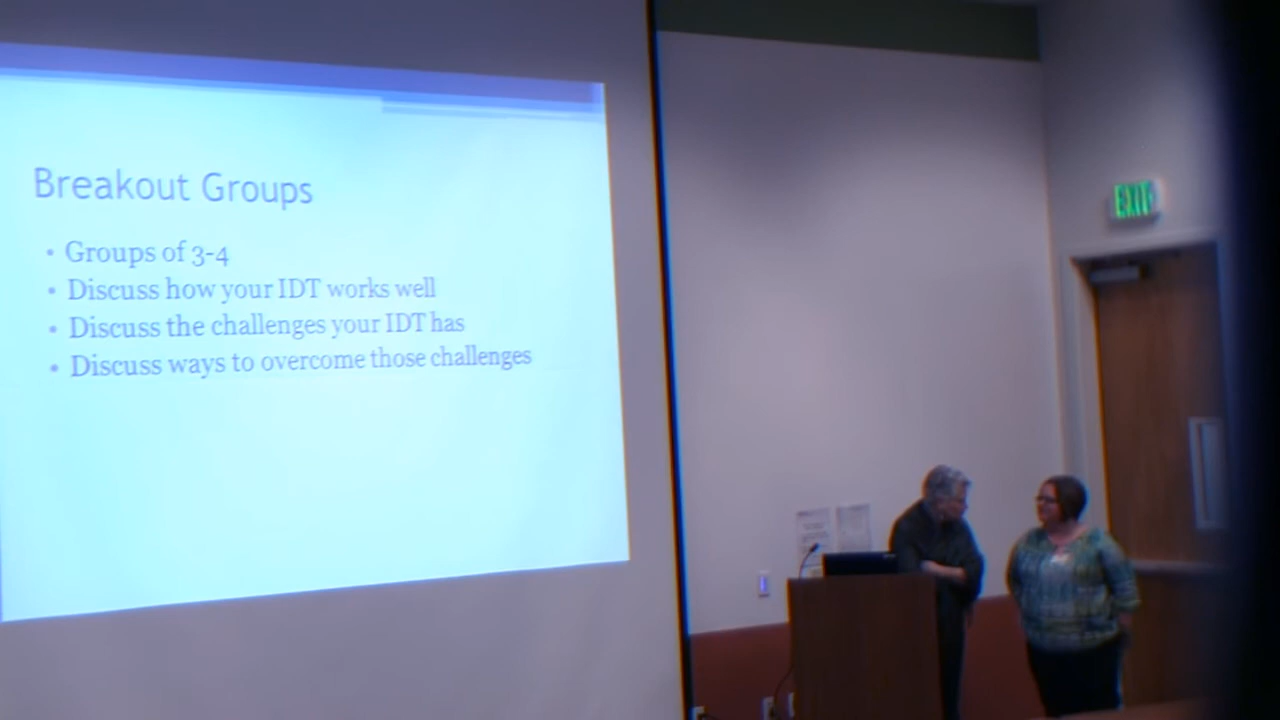 Breakout Groups
• Groups of 3-4
• Discuss how your IDT works well
• Discuss the challenges your IDT has
• Discuss ways to overcome those challenges
EXIT